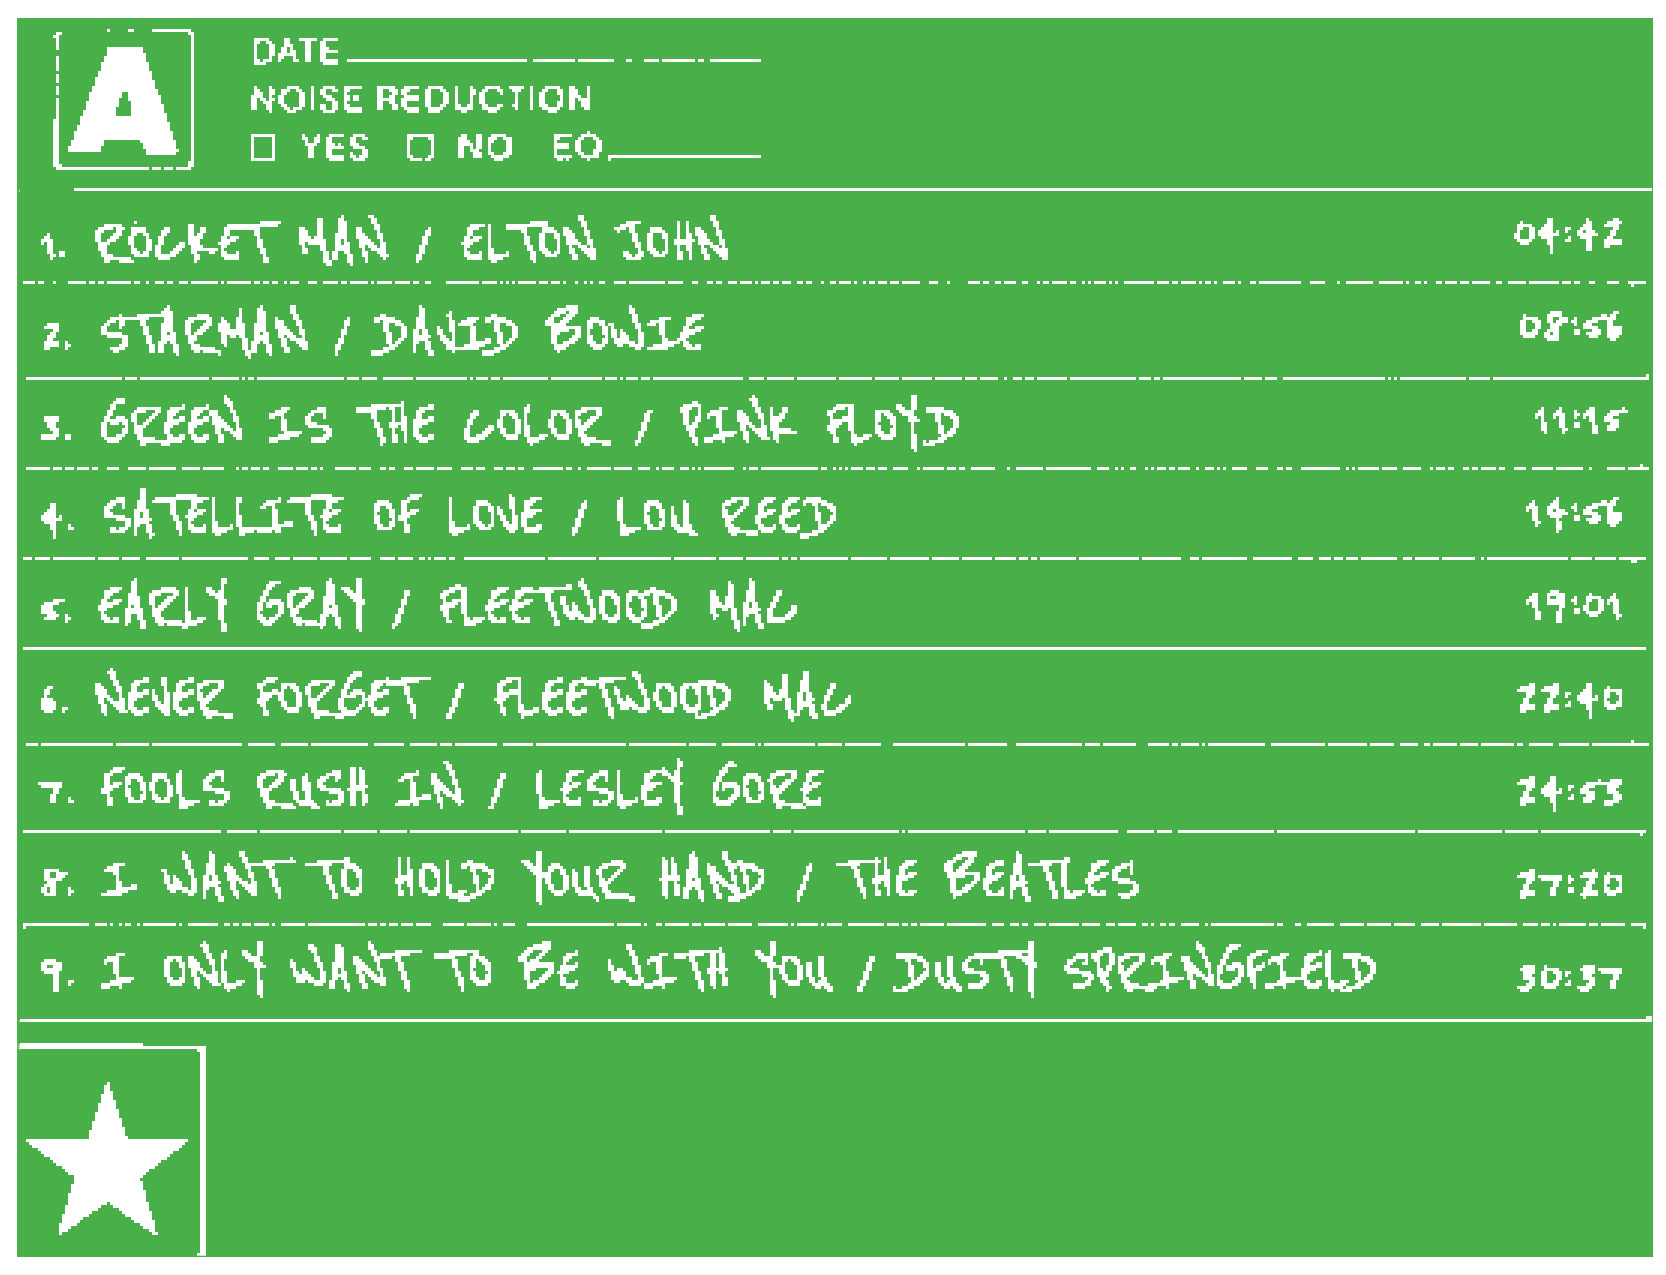 A
DATE
NOISE REDUCTION
YES NO EQ
1. ROCKET MAN / ELTON JOHN 04:42
2. STARMAN / DAVID BOWIE 08:56
3. GREEN IS THE COLOR / PINK FLOYD 11:15
4. SATELLITE OF LOVE / LOU REED 14:56
5. EARLY GRAY / FLEETWOOD MAC 19:01
6. NEVER FORGET / FLEETWOOD MAC 22:40
7. FOOLS RUSH IN / LESLEY GORE 24:53
8. I WANT TO HOLD YOUR HAND / THE BEATLES 27:20
9. I ONLY WANT TO BE WITH YOU / DUSTY SPRINGFIELD 30:37